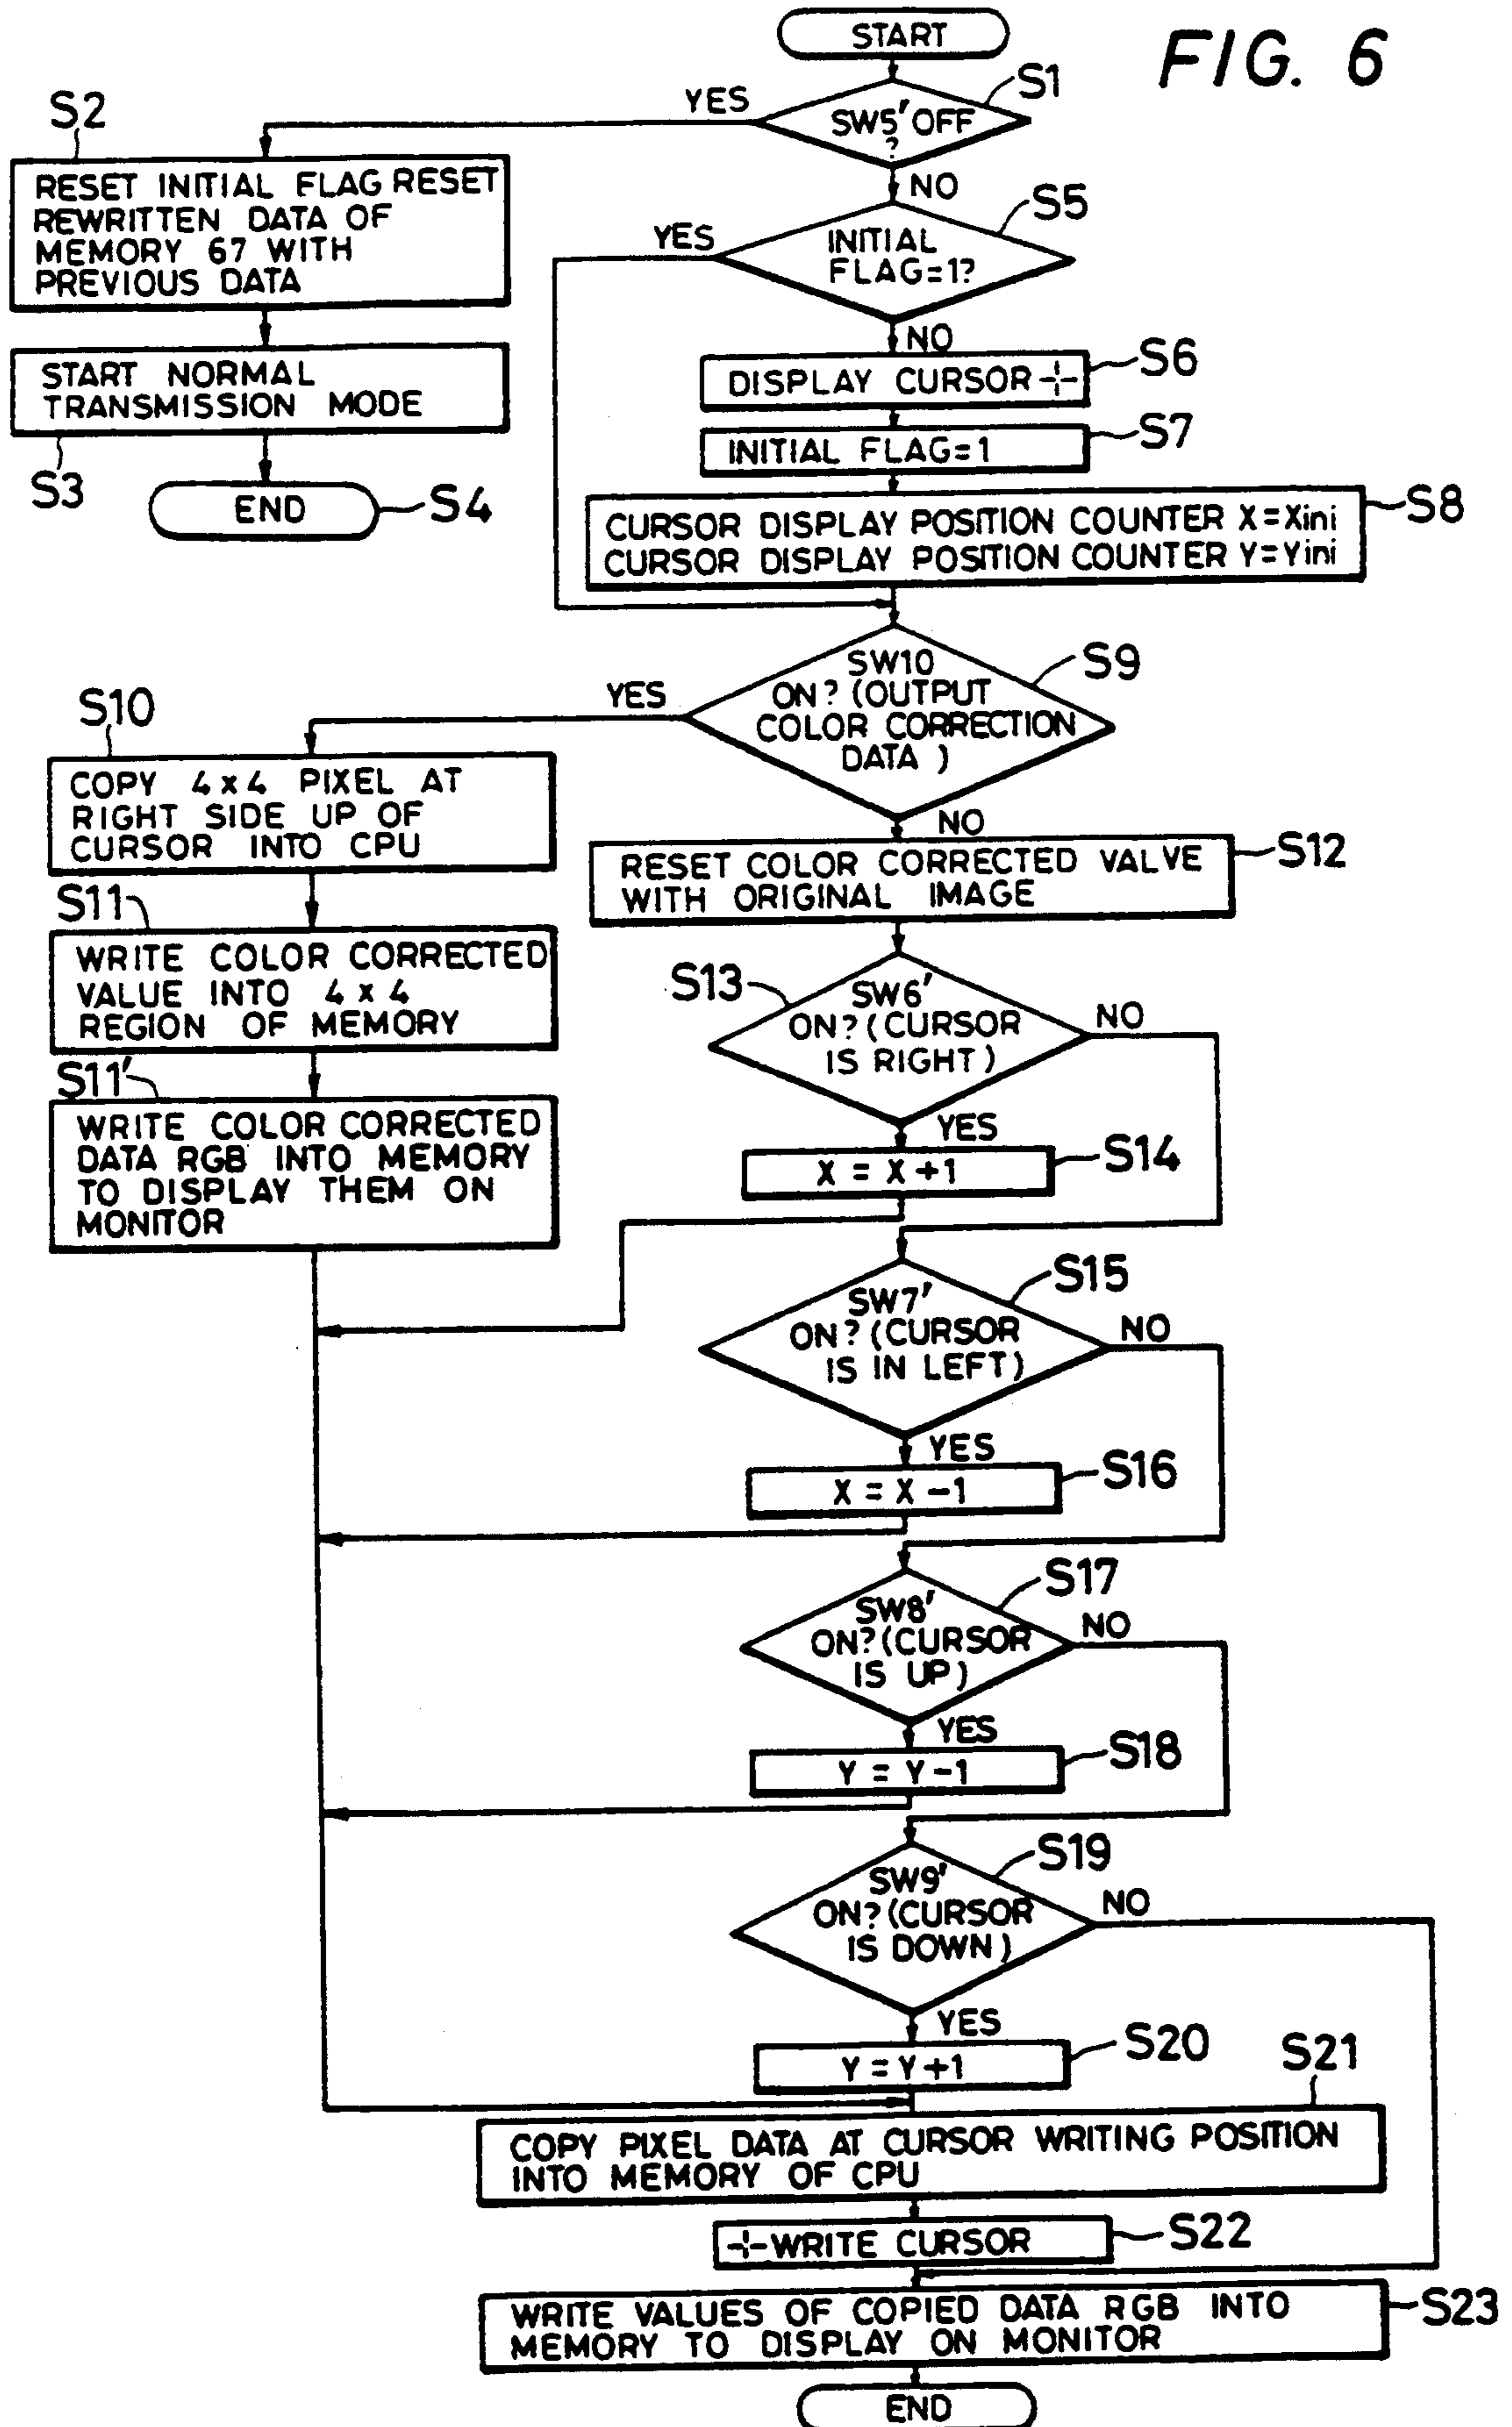 FIG. 6
START
S1
SW5' OFF
?
YES
NO
S2
RESET INITIAL FLAG RESET
REWRITTEN DATA OF
MEMORY 67 WITH
PREVIOUS DATA
START NORMAL
TRANSMISSION MODE
S3
END
S4
S5
INITIAL
FLAG=1?
YES
NO
DISPLAY CURSOR
S6
INITIAL FLAG=1
S7
CURSOR DISPLAY POSITION COUNTER X=Xini
CURSOR DISPLAY POSITION COUNTER Y=Yini
S8
SW10
ON? (OUTPUT
COLOR CORRECTION
DATA )
S9
YES
NO
S10
COPY 4 x 4 PIXEL AT
RIGHT SIDE UP OF
CURSOR INTO CPU
S11
WRITE COLOR CORRECTED
VALUE INTO 4 x 4
REGION OF MEMORY
S11'
WRITE COLOR CORRECTED
DATA RGB INTO MEMORY
TO DISPLAY THEM ON
MONITOR
RESET COLOR CORRECTED VALVE
WITH ORIGINAL IMAGE
S12
S13
SW6'
ON? (CURSOR
IS RIGHT)
NO
YES
X = X +1
S14
SW7'
ON? (CURSOR
IS IN LEFT)
S15
NO
YES
X = X -1
S16
SW8'
ON? (CURSOR
IS UP)
S17
NO
YES
Y = Y-1
S18
SW9'
ON? (CURSOR
IS DOWN)
S19
NO
YES
Y = Y+1
S20
S21
COPY PIXEL DATA AT CURSOR WRITING POSITION
INTO MEMORY OF CPU
WRITE CURSOR
S22
WRITE VALUES OF COPIED DATA RGB INTO
MEMORY TO DISPLAY ON MONITOR
S23
END